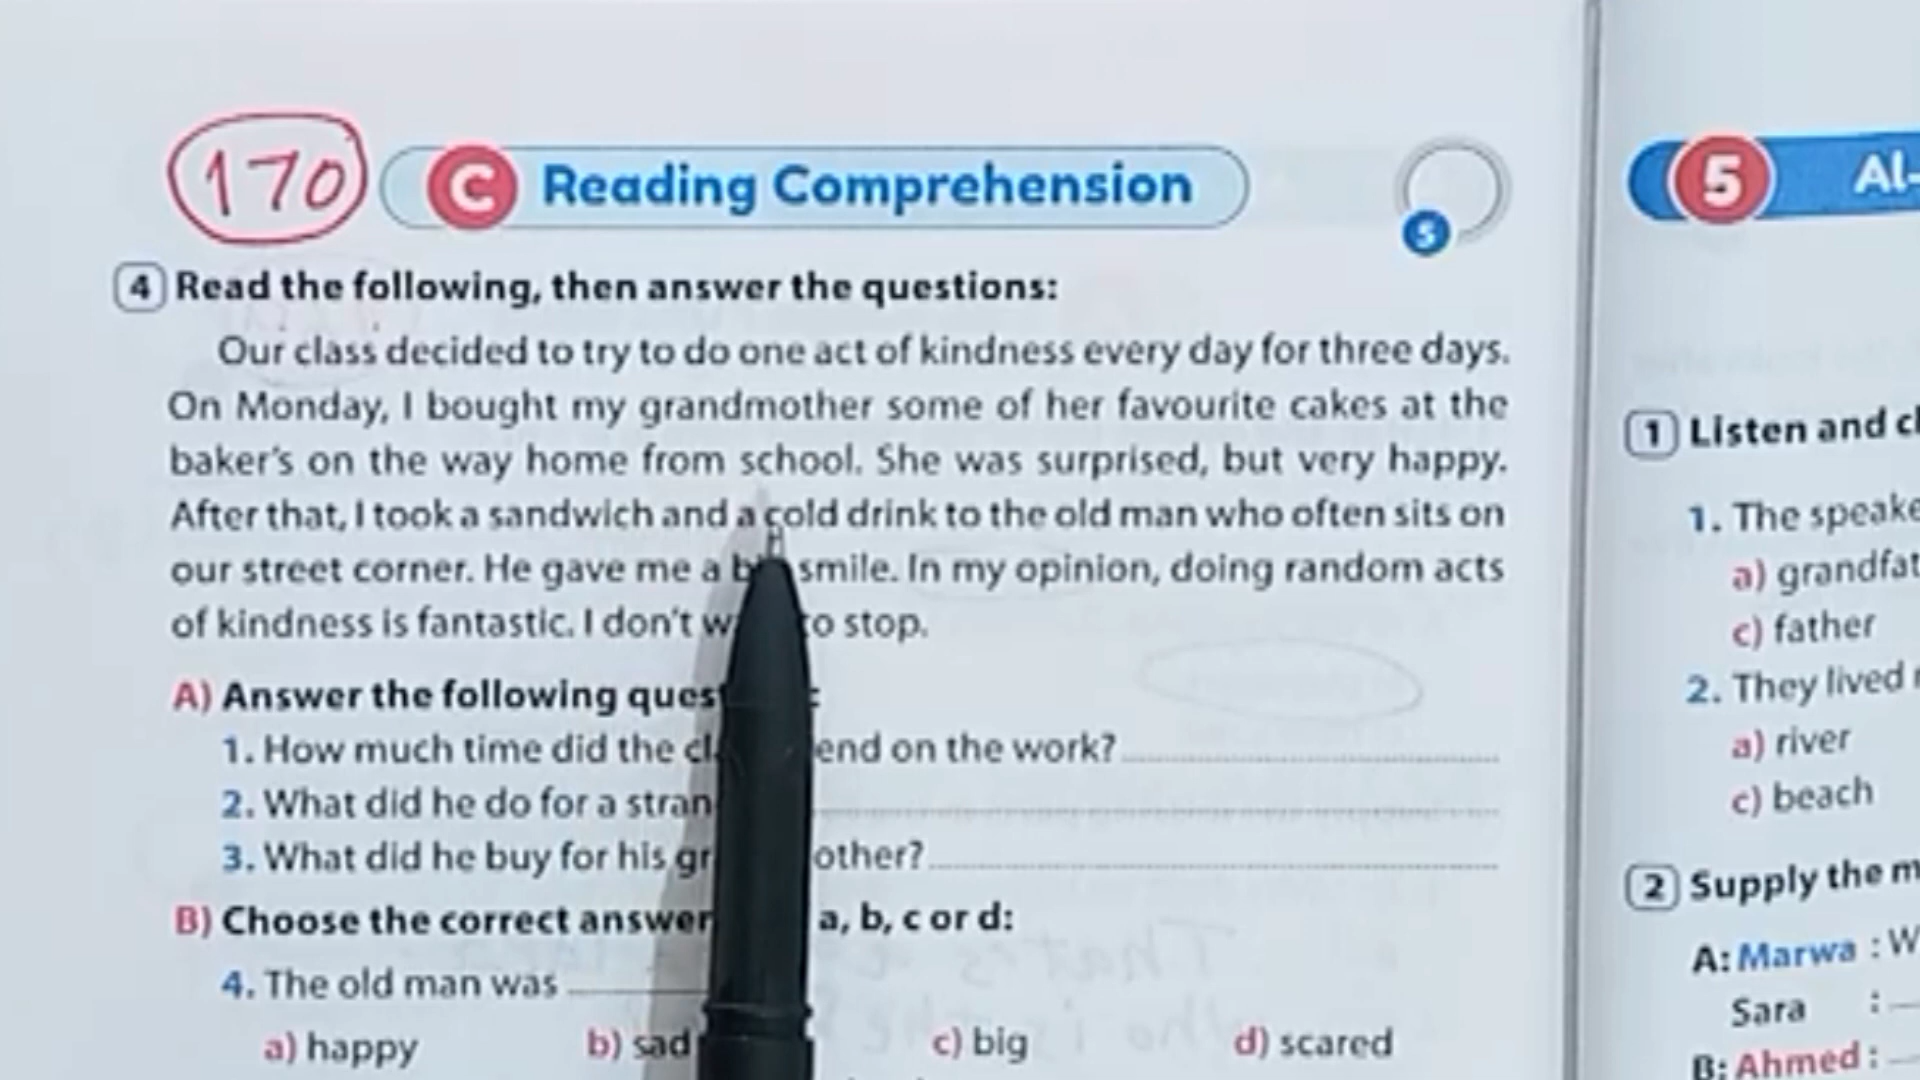 170
C Reading Comprehension
5
4 Read the following, then answer the questions:
Our class decided to try to do one act of kindness every day for three days.
On Monday, I bought my grandmother some of her favourite cakes at the
baker's on the way home from school. She was surprised, but very happy.
After that, I took a sandwich and a cold drink to the old man who often sits on
our street corner. He gave me a smile. In my opinion, doing random acts
of kindness is fantastic. I don't to stop.
A) Answer the following
1. How much time did the on the work?
2. What did he do for a
3. What did he buy for his
B) Choose the correct answer a, b, c or d:
4. The old man was
a) happy b) sad c) big d) scared
5 Al-
1 Listen and
1. The
a)
c) father
2. They lived
a) river
c) beach
2 Supply the
A: Marwa :
Sara :
B: Ahmed :